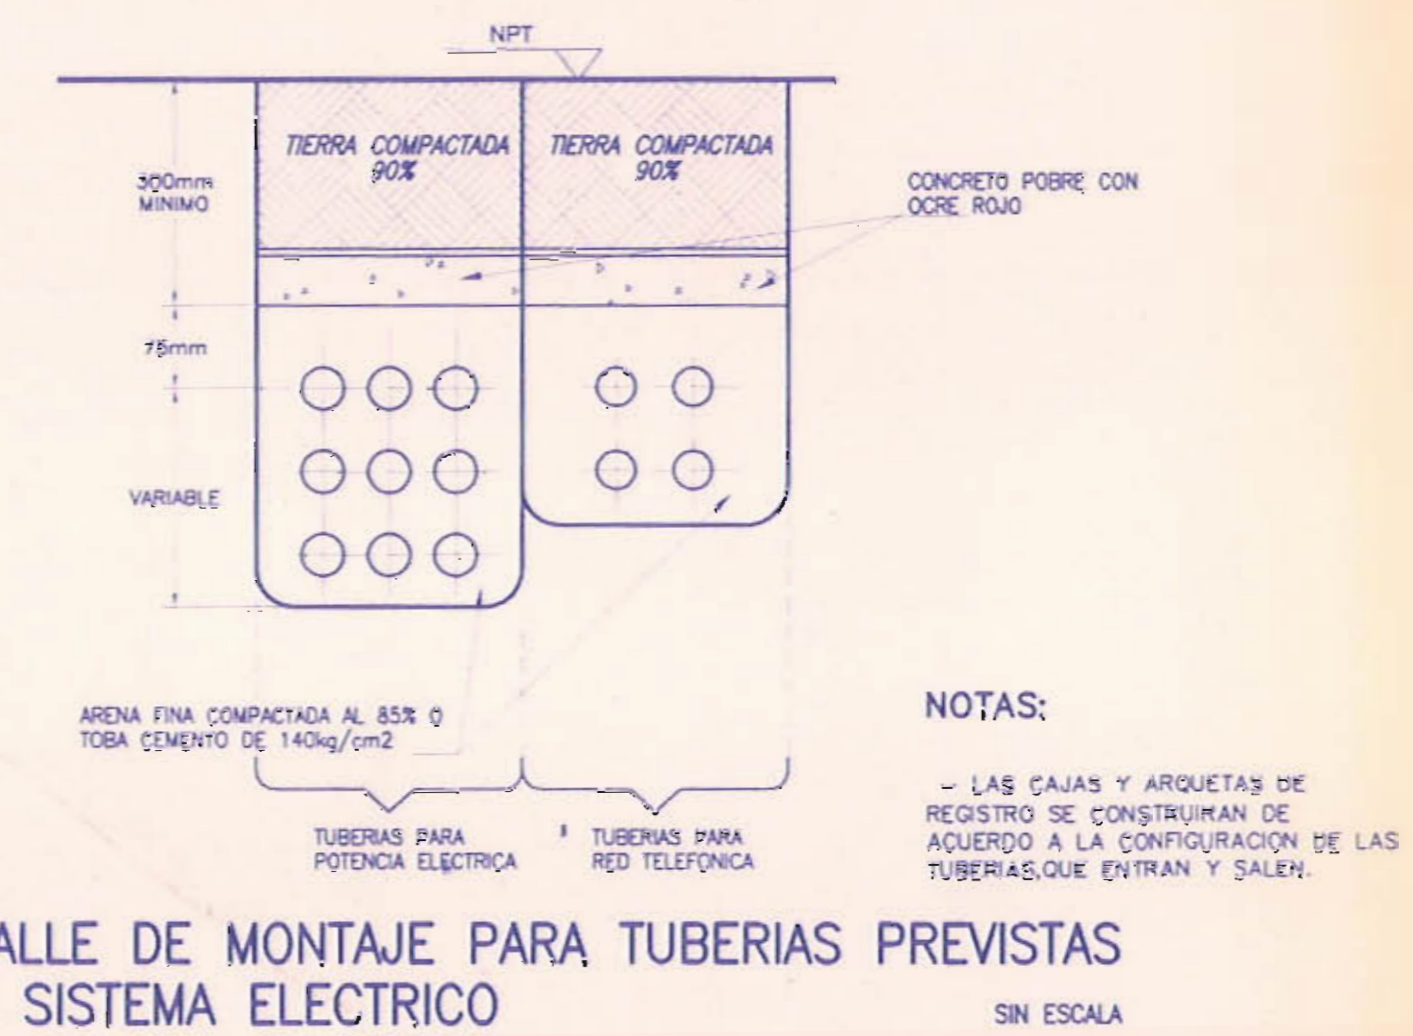 NPT
TIERRA COMPACTADA
90%
TIERRA COMPACTADA
90%
300mm
MINIMO
CONCRETO POBRE CON
OCRE ROJO
75mm
VARIABLE
ARENA FINA COMPACTADA AL 85% O
TOBA CEMENTO DE 140kg/cm2
TUBERIAS PARA
POTENCIA ELECTRICA
TUBERIAS PARA
RED TELEFONICA
NOTAS:
- LAS CAJAS Y ARQUETAS DE
REGISTRO SE CONSTRUIRAN DE
ACUERDO A LA CONFIGURACION DE LAS
TUBERIAS,QUE ENTRAN Y SALEN.
ALLE DE MONTAJE PARA TUBERIAS PREVISTAS
SISTEMA ELECTRICO
SIN ESCALA